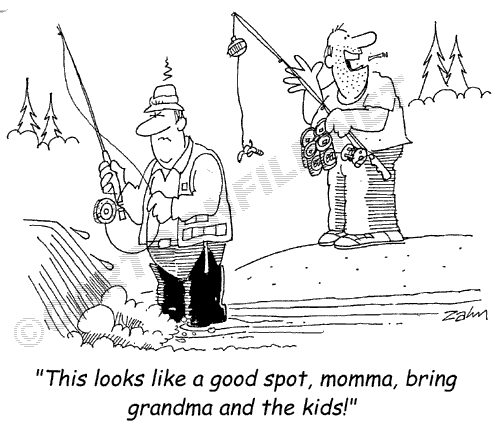 Zahn
"This looks like a good spot, momma, bring
grandma and the kids!"